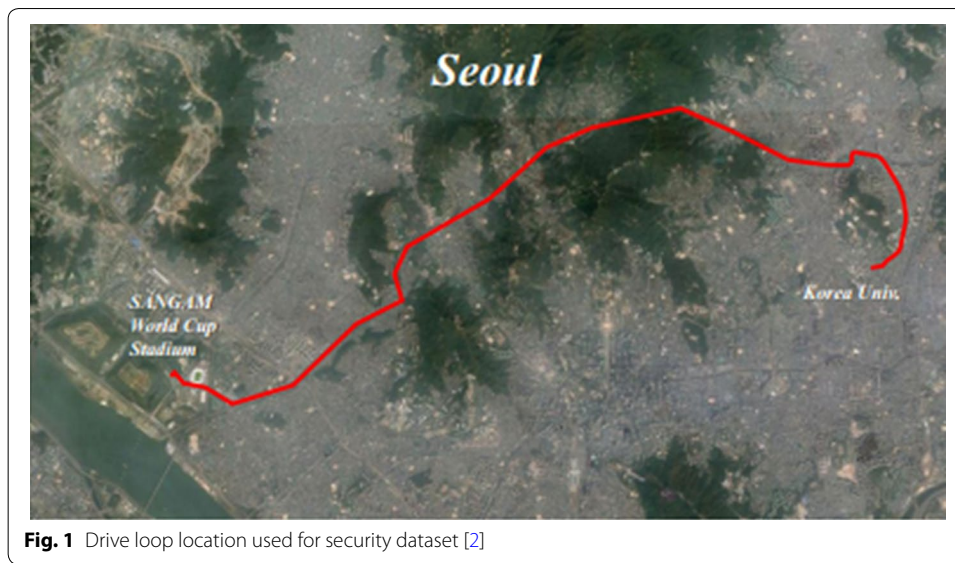 Seoul
SANGAM
World Cup
Stadium
Korea Univ.
Fig. 1 Drive loop location used for security dataset [2]